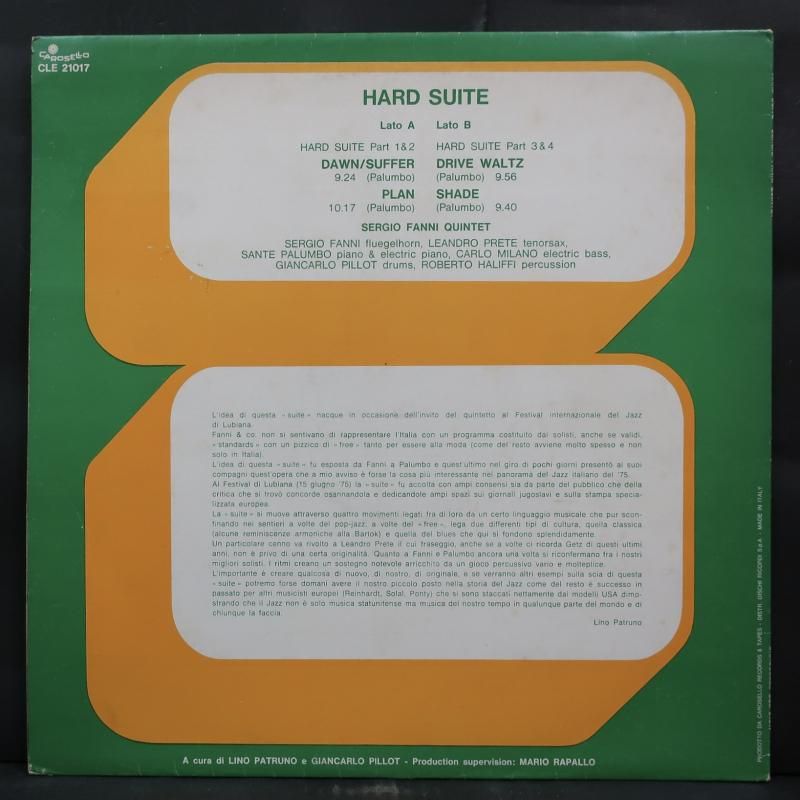 CAROSELLO
CLE 21017
HARD SUITE
Lato A Lato B
HARD SUITE Part 1&2 HARD SUITE Part 3&4
DAWN/SUFFER DRIVE WALTZ
9.24 (Palumbo) (Palumbo) 9.56
PLAN SHADE
10.17 (Palumbo) (Palumbo) 9.40
SERGIO FANNI QUINTET
SERGIO FANNI fluegelhorn, LEANDRO PRETE tenorsax,
SANTE PALUMBO piano & electric piano, CARLO MILANO electric bass,
GIANCARLO PILLOT drums, ROBERTO HALIFFI percussion
L'idea di questa «suite» nacque in occasione dell'invito del quintetto al Festival internazionale del Jazz
di Lubiana.
Fanni & co. non si sentivano di rappresentare l'Italia con un programma costituito dai solisti, anche se validi,
«standards» con un pizzico di «free» tanto per essere alla moda (come del resto avviene molto spesso e non
solo in Italia).
L'idea di questa «suite» fu esposta da Fanni a Palumbo e quest'ultimo nel giro di pochi giorni presentò ai suoi
compagni quest'opera che a mio avviso è forse la cosa più interessante nel panorama del Jazz italiano del '75.
Al Festival di Lubiana (15 giugno '75) la «suite» fu accolta con ampi consensi sia da parte del pubblico che della
critica che si trovò concorde osannandola e dedicandole ampi spazi sui giornali jugoslavi e sulla stampa specia-
lizzata europea.
La «suite» si muove attraverso quattro movimenti legati fra di loro da un certo linguaggio musicale che pur scon-
finando nei sentieri a volte del pop-jazz, a volte del «free», lega due differenti tipi di cultura, quella classica
(alcune reminiscenze armoniche alla Bartok) e quella del blues che qui si fondono splendidamente.
Un particolare cenno va rivolto a Leandro Prete il cui fraseggio, anche se a volte ci ricorda Getz di questi ultimi
anni, non è privo di una certa originalità. Quanto a Fanni e Palumbo ancora una volta si riconfermano fra i nostri
migliori solisti. I ritmi creano un sostegno notevole arricchito da un gioco percussivo vario e molteplice.
L'importante è creare qualcosa di nuovo, di nostro, di originale, e se verranno altri esempi sulla scia di questa
«suite» potremo forse domani avere il nostro piccolo posto nella storia del Jazz come del resto è successo in
passato per altri musicisti europei (Reinhardt, Solal, Ponty) che si sono staccati nettamente dai modelli USA dimo-
strando che il Jazz non è solo musica statunitense ma musica del nostro tempo in qualunque parte del mondo e di
chiunque la faccia.
Lino Patruno
A cura di LINO PATRUNO e GIANCARLO PILLOT - Production supervision: MARIO RAPALLO
PRODOTTO DA CAROSELLO RECORDS & TAPES - DISTR. DISCHI RICORDI S.p.A. - MADE IN ITALY